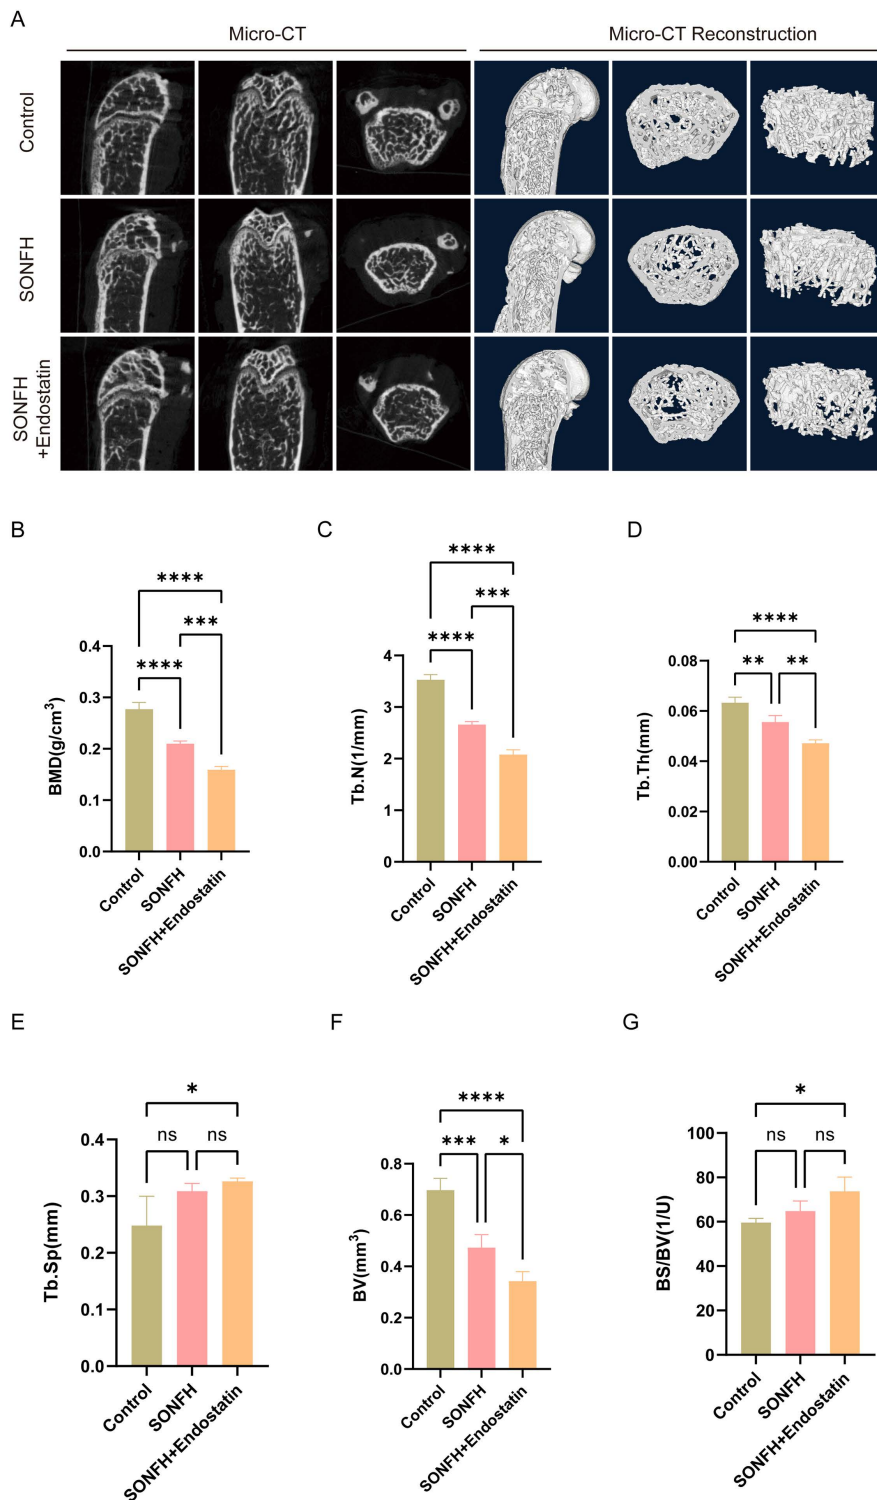 A
Micro-CT
Micro-CT Reconstruction
Control
SONFH
SONFH
+Endostatin
B
****
***
****
BMD(g/cm³)
0.4
0.3
0.2
0.1
0.0
Control
SONFH
SONFH+Endostatin
C
****
***
****
Tb.N(1/mm)
4
3
2
1
0
Control
SONFH
SONFH+Endostatin
D
****
**
**
Tb.Th(mm)
0.08
0.06
0.04
0.02
0.00
Control
SONFH
SONFH+Endostatin
E
*
ns
ns
Tb.Sp(mm)
0.4
0.3
0.2
0.1
0.0
Control
SONFH
SONFH+Endostatin
F
****
***
*
BV(mm³)
0.8
0.6
0.4
0.2
0.0
Control
SONFH
SONFH+Endostatin
G
*
ns
ns
BS/BV(1/U)
100
80
60
40
20
0
Control
SONFH
SONFH+Endostatin